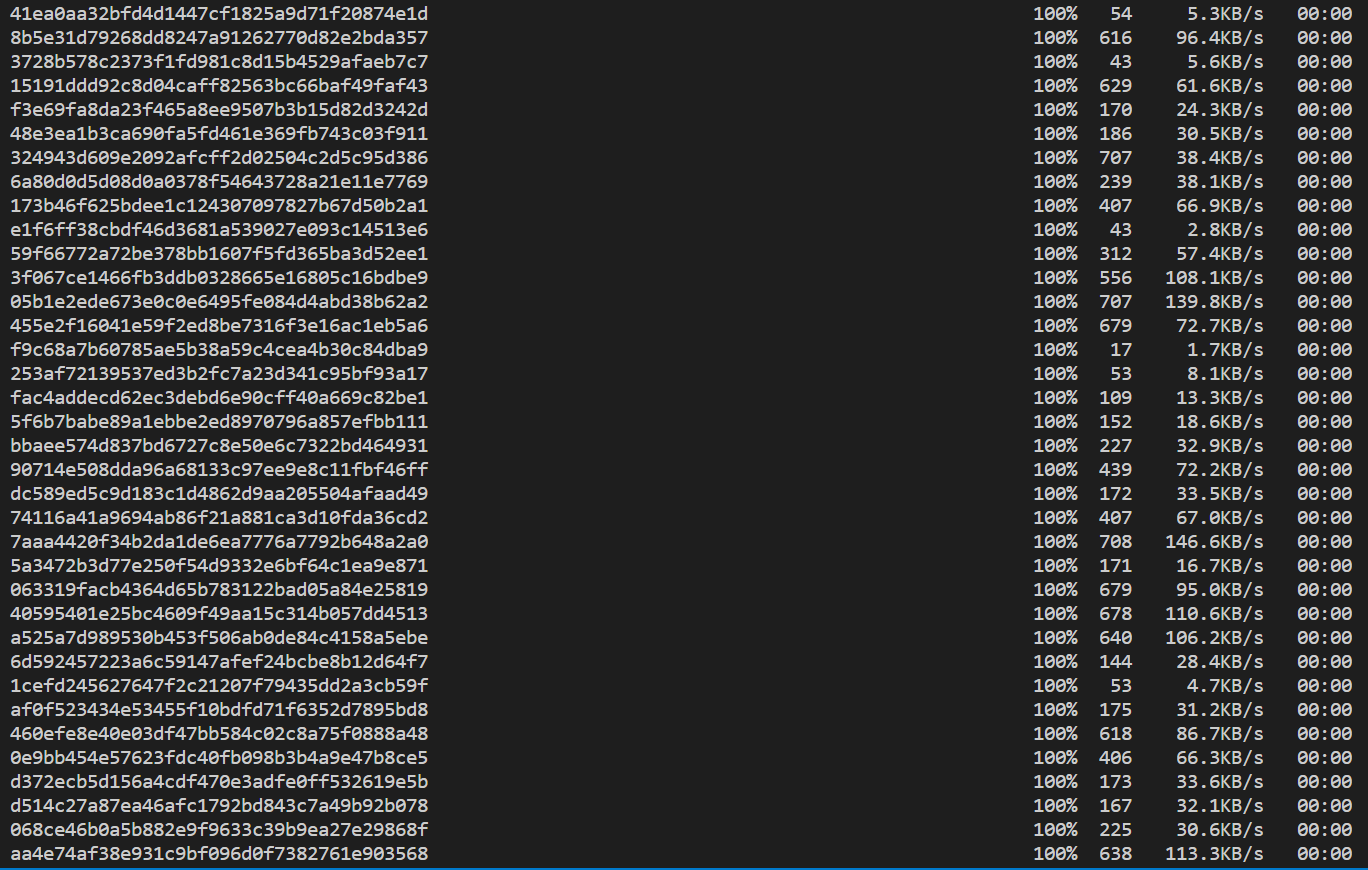 41ea0aa32bfd4d1447cf1825a9d71f20874e1d 100% 54 5.3KB/s 00:00
8b5e31d79268dd8247a91262770d82e2bda357 100% 616 96.4KB/s 00:00
3728b578c2373f1fd981c8d15b4529afaeb7c7 100% 43 5.6KB/s 00:00
15191ddd92c8d04caff82563bc66baf49faf43 100% 629 61.6KB/s 00:00
f3e69fa8da23f465a8ee9507b3b15d82d3242d 100% 170 24.3KB/s 00:00
48e3ea1b3ca690fa5fd461e369fb743c03f911 100% 186 30.5KB/s 00:00
324943d609e2092afcff2d02504c2d5c95d386 100% 707 38.4KB/s 00:00
6a80d0d5d08d0a0378f54643728a21e11e7769 100% 239 38.1KB/s 00:00
173b46f625bdee1c124307097827b67d50b2a1 100% 407 66.9KB/s 00:00
e1f6ff38cbdf46d3681a539027e093c14513e6 100% 43 2.8KB/s 00:00
59f66772a72be378bb1607f5fd365ba3d52ee1 100% 312 57.4KB/s 00:00
3f067ce1466fb3ddb0328665e16805c16bdbe9 100% 556 108.1KB/s 00:00
05b1e2ede673e0c0e6495fe084d4abd38b62a2 100% 707 139.8KB/s 00:00
455e2f16041e59f2ed8be7316f3e16ac1eb5a6 100% 679 72.7KB/s 00:00
f9c68a7b60785ae5b38a59c4cea4b30c84dba9 100% 17 1.7KB/s 00:00
253af72139537ed3b2fc7a23d341c95bf93a17 100% 53 8.1KB/s 00:00
fac4addecd62ec3debd6e90cff40a669c82be1 100% 109 13.3KB/s 00:00
5f6b7babe89a1ebbe2ed8970796a857efbb111 100% 152 18.6KB/s 00:00
bbaee574d837bd6727c8e50e6c7322bd464931 100% 227 32.9KB/s 00:00
90714e508dda96a68133c97ee9e8c11fbf46ff 100% 439 72.2KB/s 00:00
dc589ed5c9d183c1d4862d9aa205504afaad49 100% 172 33.5KB/s 00:00
74116a41a9694ab86f21a881ca3d10fda36cd2 100% 407 67.0KB/s 00:00
7aaa4420f34b2da1de6ea7776a7792b648a2a0 100% 708 146.6KB/s 00:00
5a3472b3d77e250f54d9332e6bf64c1ea9e871 100% 171 16.7KB/s 00:00
063319facb4364d65b783122bad05a84e25819 100% 679 95.0KB/s 00:00
40595401e25bc4609f49aa15c314b057dd4513 100% 678 110.6KB/s 00:00
a525a7d989530b453f506ab0de84c4158a5ebe 100% 640 106.2KB/s 00:00
6d592457223a6c59147afef24bcbe8b12d64f7 100% 144 28.4KB/s 00:00
1cefd245627647f2c21207f79435dd2a3cb59f 100% 53 4.7KB/s 00:00
af0f523434e53455f10bdfd71f6352d7895bd8 100% 175 31.2KB/s 00:00
460efe8e40e03df47bb584c02c8a75f0888a48 100% 618 86.7KB/s 00:00
0e9bb454e57623fdc40fb098b3b4a9e47b8ce5 100% 406 66.3KB/s 00:00
d372ecb5d156a4cdf470e3adfe0ff532619e5b 100% 173 33.6KB/s 00:00
d514c27a87ea46afc1792bd843c7a49b92b078 100% 167 32.1KB/s 00:00
068ce46b0a5b882e9f9633c39b9ea27e29868f 100% 225 30.6KB/s 00:00
aa4e74af38e931c9bf096d0f7382761e903568 100% 638 113.3KB/s 00:00